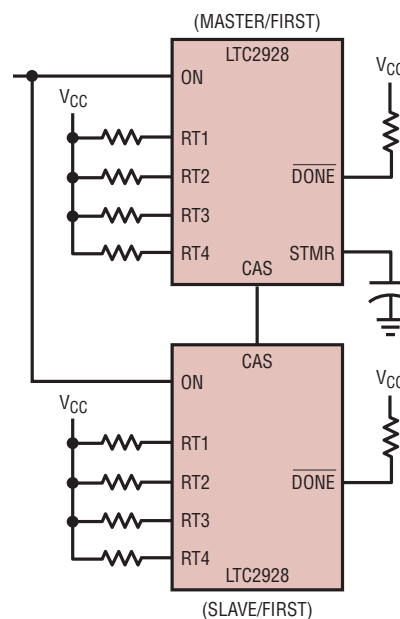 (MASTER/FIRST)
LTC2928
ON
VCC
VCC
RT1
RT2
DONE
RT3
RT4
STMR
CAS
CAS
ON
VCC
VCC
RT1
RT2
DONE
RT3
RT4
LTC2928
(SLAVE/FIRST)